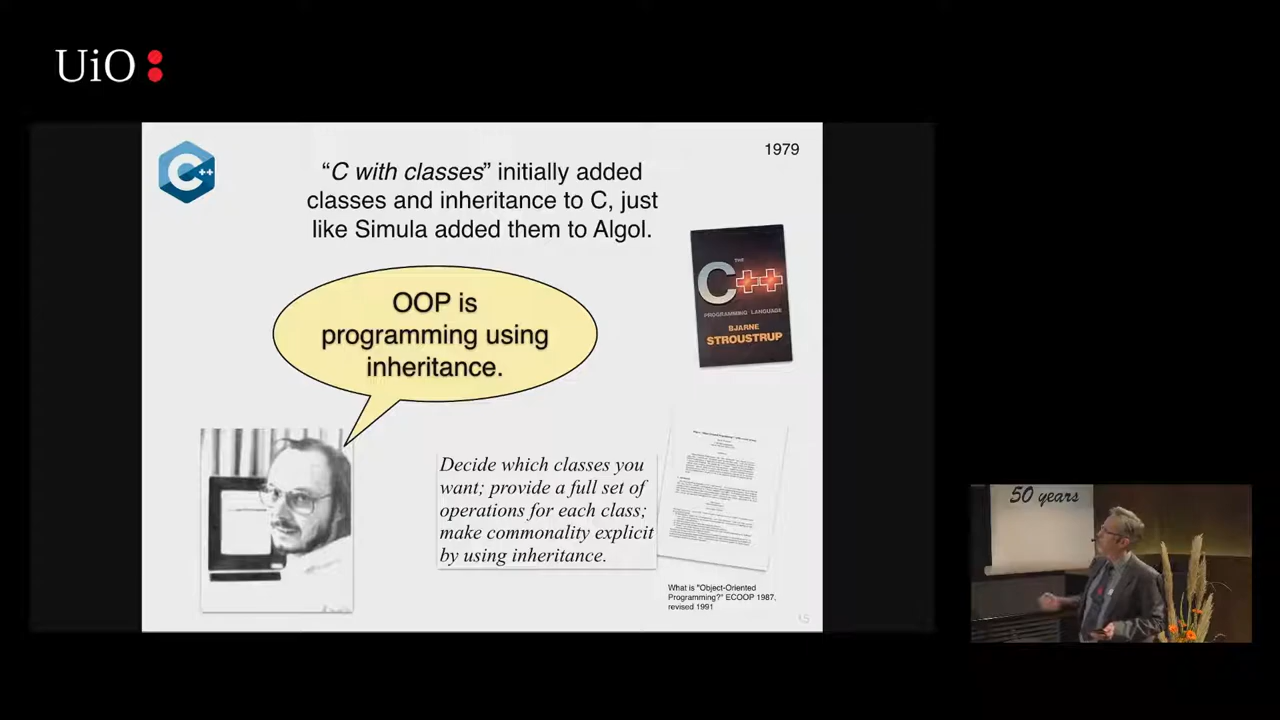 UiO:
C++
1979
“C with classes” initially added
classes and inheritance to C, just
like Simula added them to Algol.
THE
C++
PROGRAMMING LANGUAGE
BJARNE
STROUSTRUP
OOP is
programming using
inheritance.
Decide which classes you
want; provide a full set of
operations for each class;
make commonality explicit
by using inheritance.
What is "Object-Oriented
Programming?" ECOOP 1987,
revised 1991
15
50 years